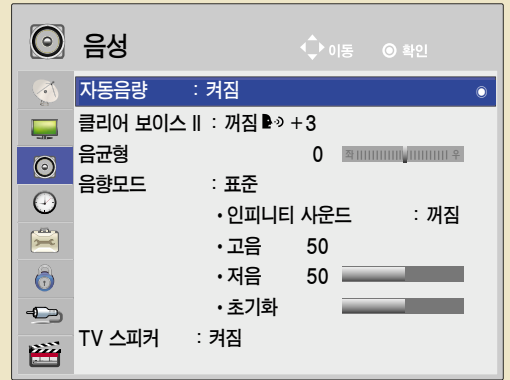 음성
이동 확인
자동음량 : 켜짐
클리어 보이스 II : 꺼짐 +3
음균형 0 좌 우
음향모드 : 표준
• 인피니티 사운드 : 꺼짐
• 고음 50
• 저음 50
• 초기화
TV 스피커 : 켜짐